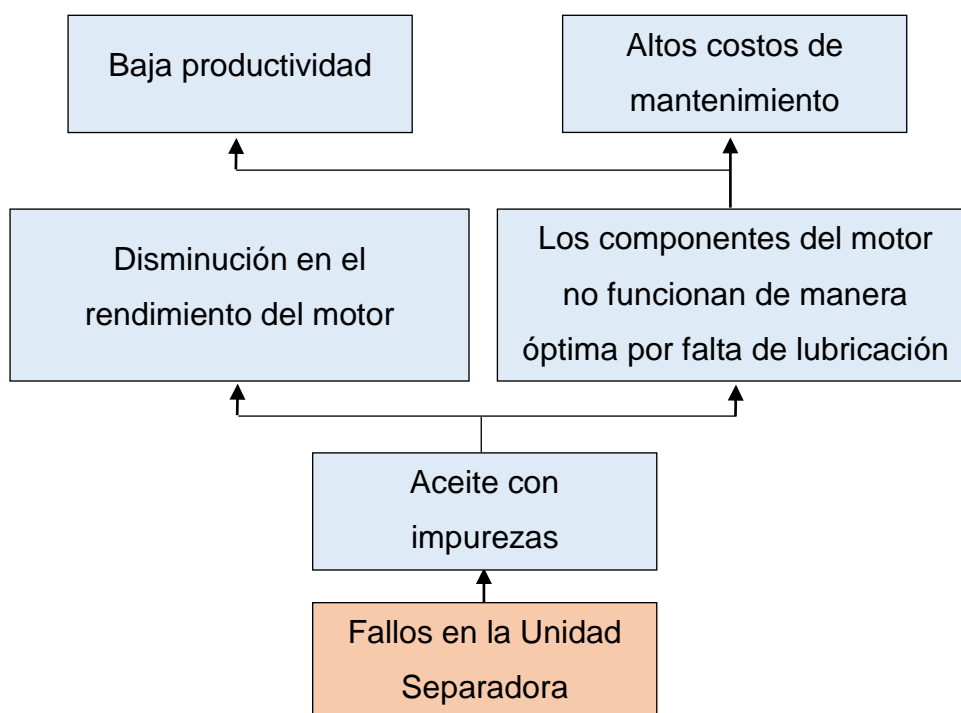 Baja productividad
Altos costos de
mantenimiento
Disminución en el
rendimiento del motor
Los componentes del motor
no funcionan de manera
óptima por falta de lubricación
Aceite con
impurezas
Fallos en la Unidad
Separadora